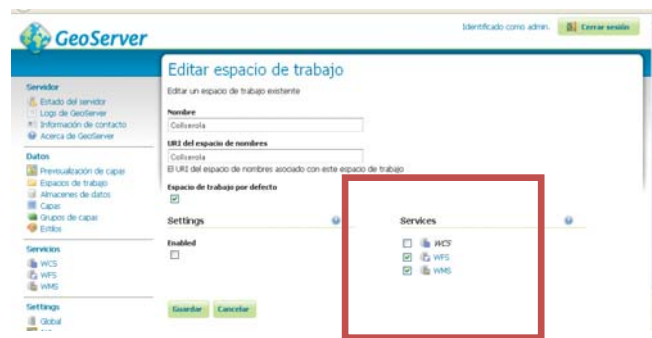 GeoServer
Identificado como admin.
Cerrar sesión
Editar espacio de trabajo
Editar un espacio de trabajo existente
Servidor
Estado del servidor
Logs de GeoServer
Información de contacto
Acerca de GeoServer
Datos
Previsualización de capas
Espacios de trabajo
Almacenes de datos
Capas
Grupos de capas
Estilos
Servicios
WCS
WFS
WMS
Settings
Global
Nombre
Collserola
URI del espacio de nombres
Collserola
El URI del espacio de nombres asociado con este espacio de trabajo
Espacio de trabajo por defecto
Settings
Enabled
Services
WCS
WFS
WMS
Guardar
Cancelar